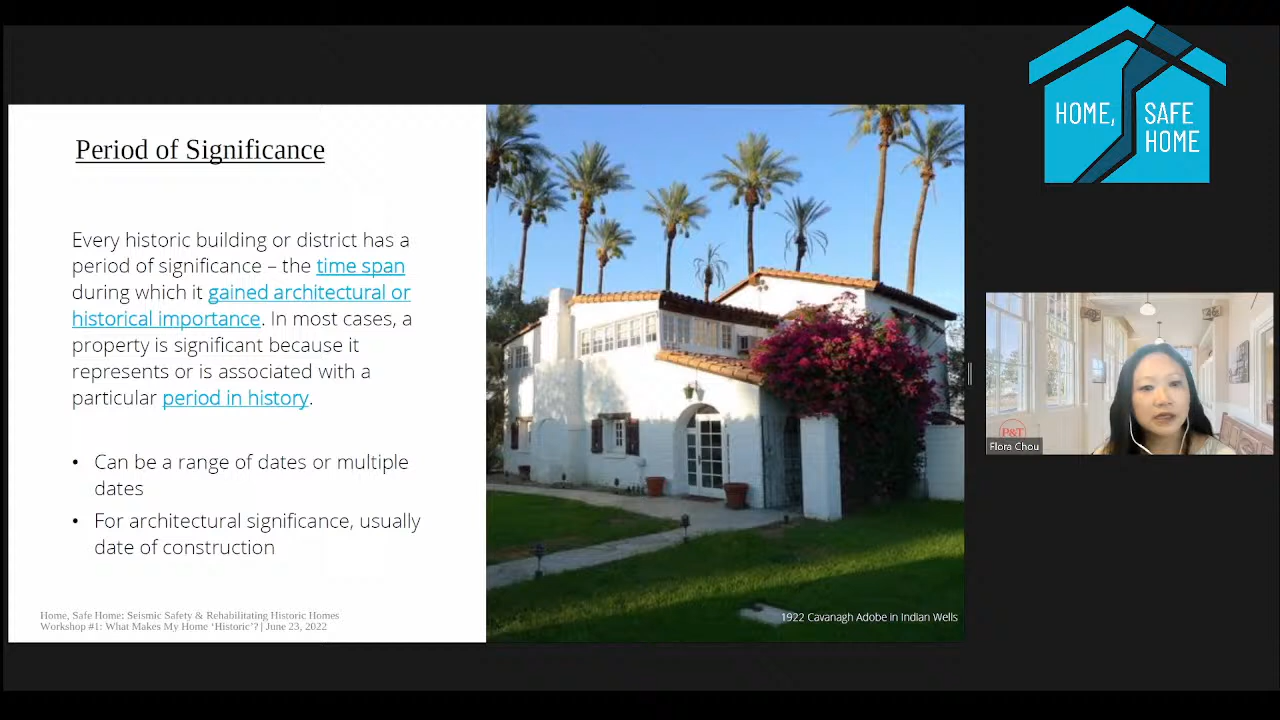 HOME, SAFE
HOME
Period of Significance
Every historic building or district has a
period of significance – the time span
during which it gained architectural or
historical importance. In most cases, a
property is significant because it
represents or is associated with a
particular period in history.
• Can be a range of dates or multiple
dates
• For architectural significance, usually
date of construction
Home, Safe Home: Seismic Safety & Rehabilitating Historic Homes
Workshop #1: What Makes My Home ‘Historic’? | June 23, 2022
1922 Cavanagh Adobe in Indian Wells
P&T
Flora Chou